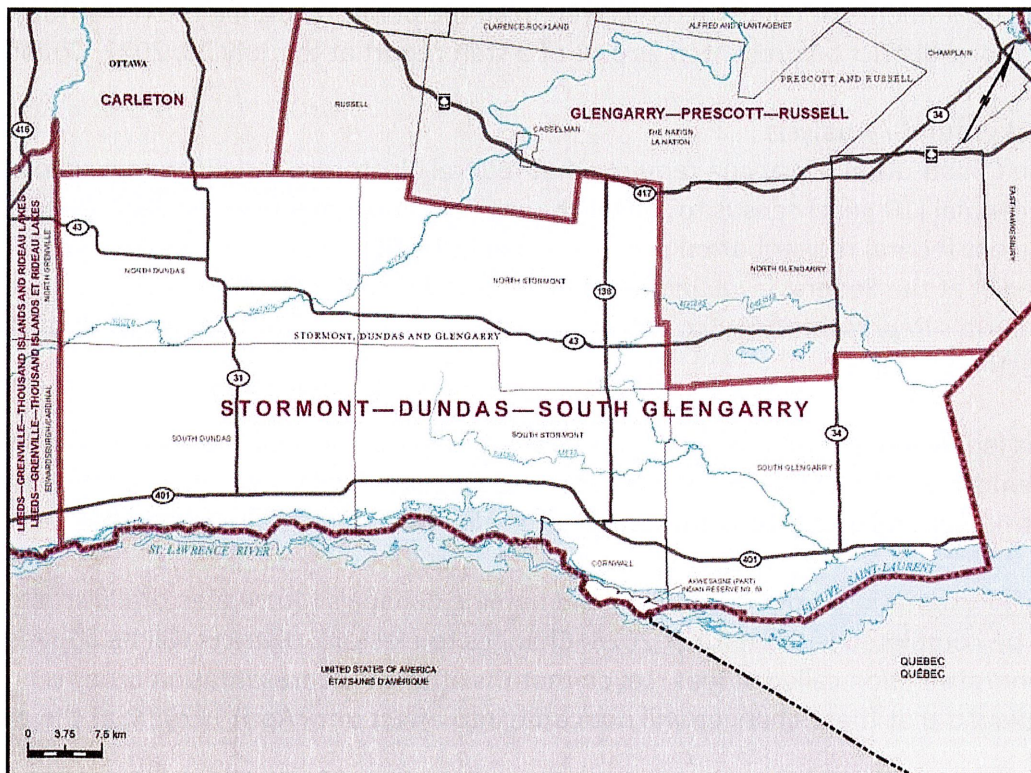 CLARENCE-ROCKLAND
ALFRED AND PLANTAGENET
OTTAWA
CHAMPLAIN
PRESCOTT AND RUSSELL
CARLETON
RUSSELL
GLENGARRY—PRESCOTT—RUSSELL
34
416
CASSELMAN
THE NATION
LA NATION
417
EAST HAWKESBURY
LEEDS—GRENVILLE—THOUSAND ISLANDS AND RIDEAU LAKES
LEEDS—GRENVILLE—THOUSAND ISLANDS ET RIDEAU LAKES
NORTH GRENVILLE
EDWARDSBURGH/CARDINAL
43
NORTH DUNDAS
NORTH STORMONT
138
NORTH GLENGARRY
STORMONT, DUNDAS AND GLENGARRY
43
31
STORMONT—DUNDAS—SOUTH GLENGARRY
SOUTH DUNDAS
SOUTH STORMONT
34
SOUTH GLENGARRY
401
ST. LAWRENCE RIVER
CORNWALL
401
FLEUVE SAINT-LAURENT
AKWESASNE (PART)
INDIAN RESERVE NO. 59
UNITED STATES OF AMERICA
ÉTATS-UNIS D'AMÉRIQUE
QUEBEC
QUÉBEC
0 3.75 7.5 km